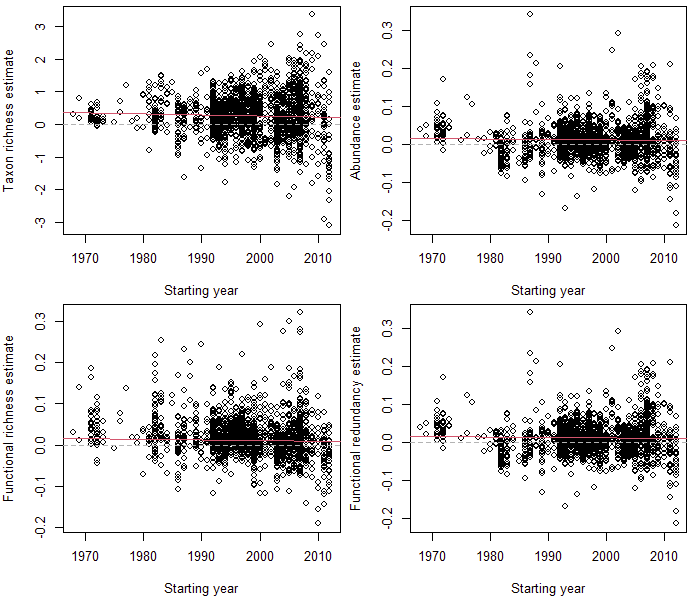 Taxon richness estimate
3
2
1
0
-1
-2
-3
1970 1980 1990 2000 2010
Starting year
Abundance estimate
0.3
0.2
0.1
0.0
-0.1
-0.2
1970 1980 1990 2000 2010
Starting year
Functional richness estimate
0.3
0.2
0.1
0.0
-0.1
-0.2
1970 1980 1990 2000 2010
Starting year
Functional redundancy estimate
0.3
0.2
0.1
0.0
-0.1
-0.2
1970 1980 1990 2000 2010
Starting year